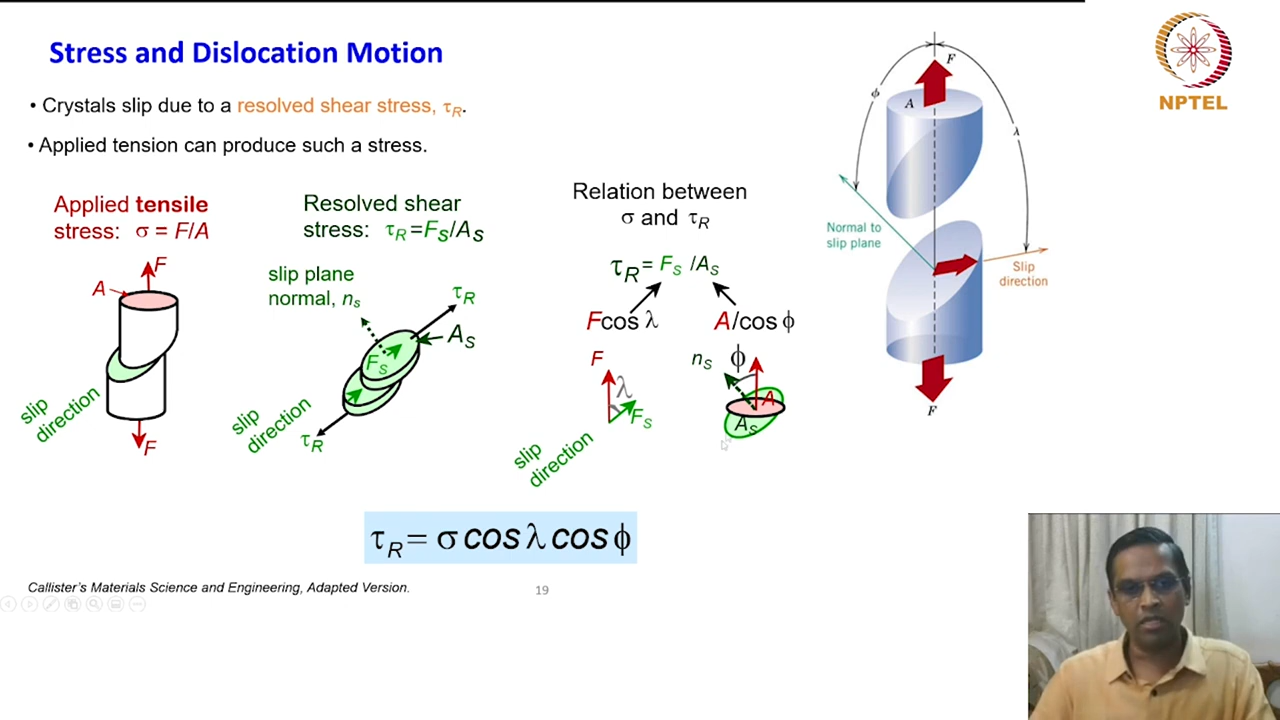 Stress and Dislocation Motion
NPTEL
• Crystals slip due to a resolved shear stress, τR.
• Applied tension can produce such a stress.
Applied tensile
stress: σ = F/A
F
A
slip
direction
F
Resolved shear
stress: τR =FS/AS
slip plane
normal, ns
τR
AS
FS
slip
direction
τR
Relation between
σ and τR
τR = FS /AS
Fcos λ
A/cos ϕ
F
λ
FS
slip
direction
nS
ϕ
A
AS
F
ϕ
A
λ
Normal to
slip plane
Slip
direction
F
τR = σ cos λ cos ϕ
Callister's Materials Science and Engineering, Adapted Version.
19